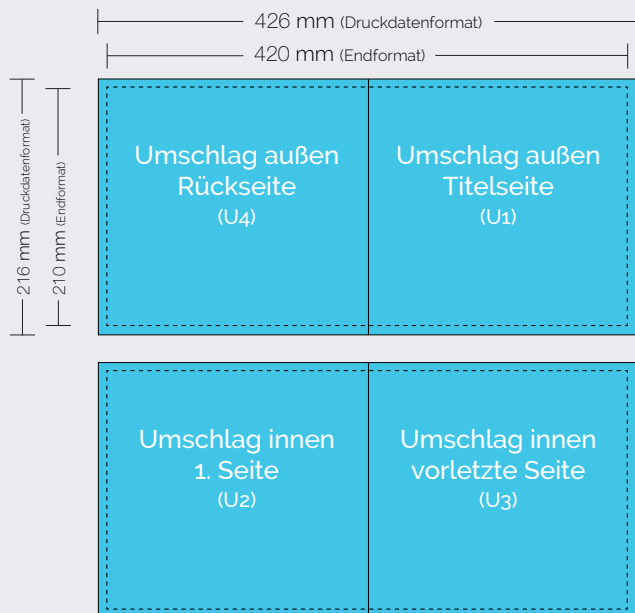 426 mm (Druckdatenformat)
420 mm (Endformat)
216 mm (Druckdatenformat)
210 mm (Endformat)
Umschlag außen
Rückseite
(U4)
Umschlag außen
Titelseite
(U1)
Umschlag innen
1. Seite
(U2)
Umschlag innen
vorletzte Seite
(U3)